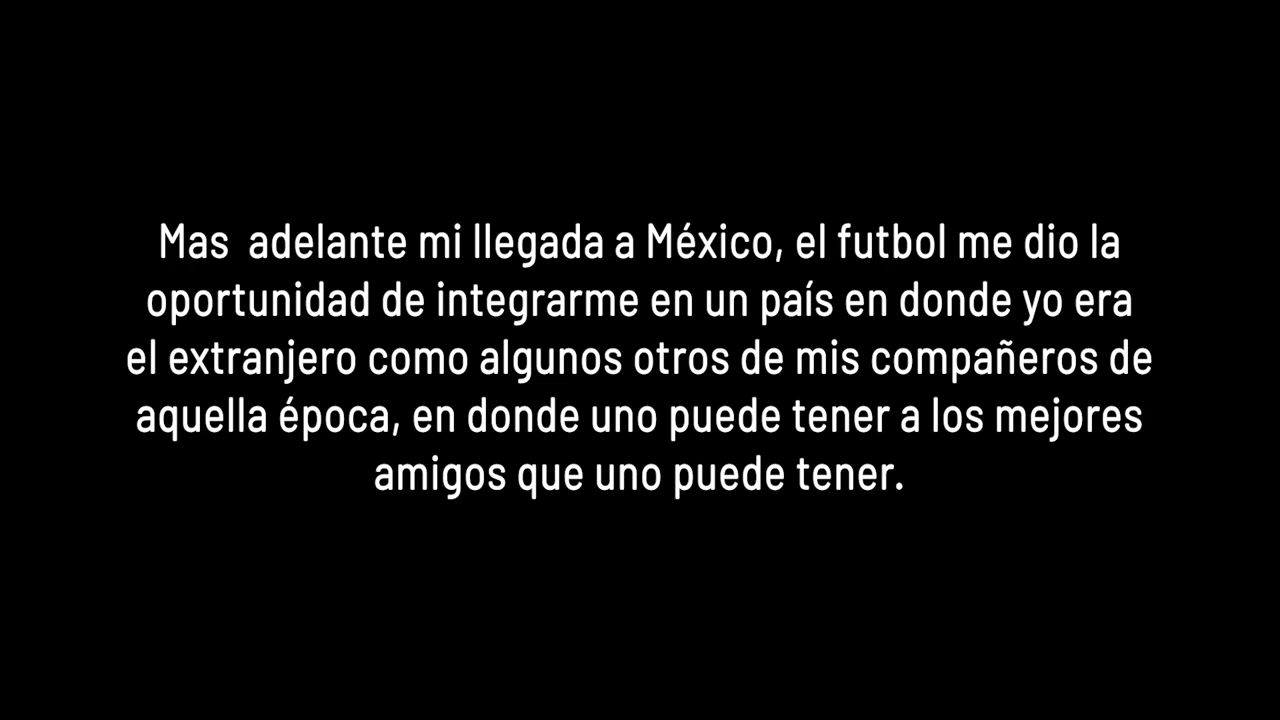 Mas  adelante mi llegada a México, el futbol me dio la
oportunidad de integrarme en un país en donde yo era
el extranjero como algunos otros de mis compañeros de
aquella época, en donde uno puede tener a los mejores
amigos que uno puede tener.